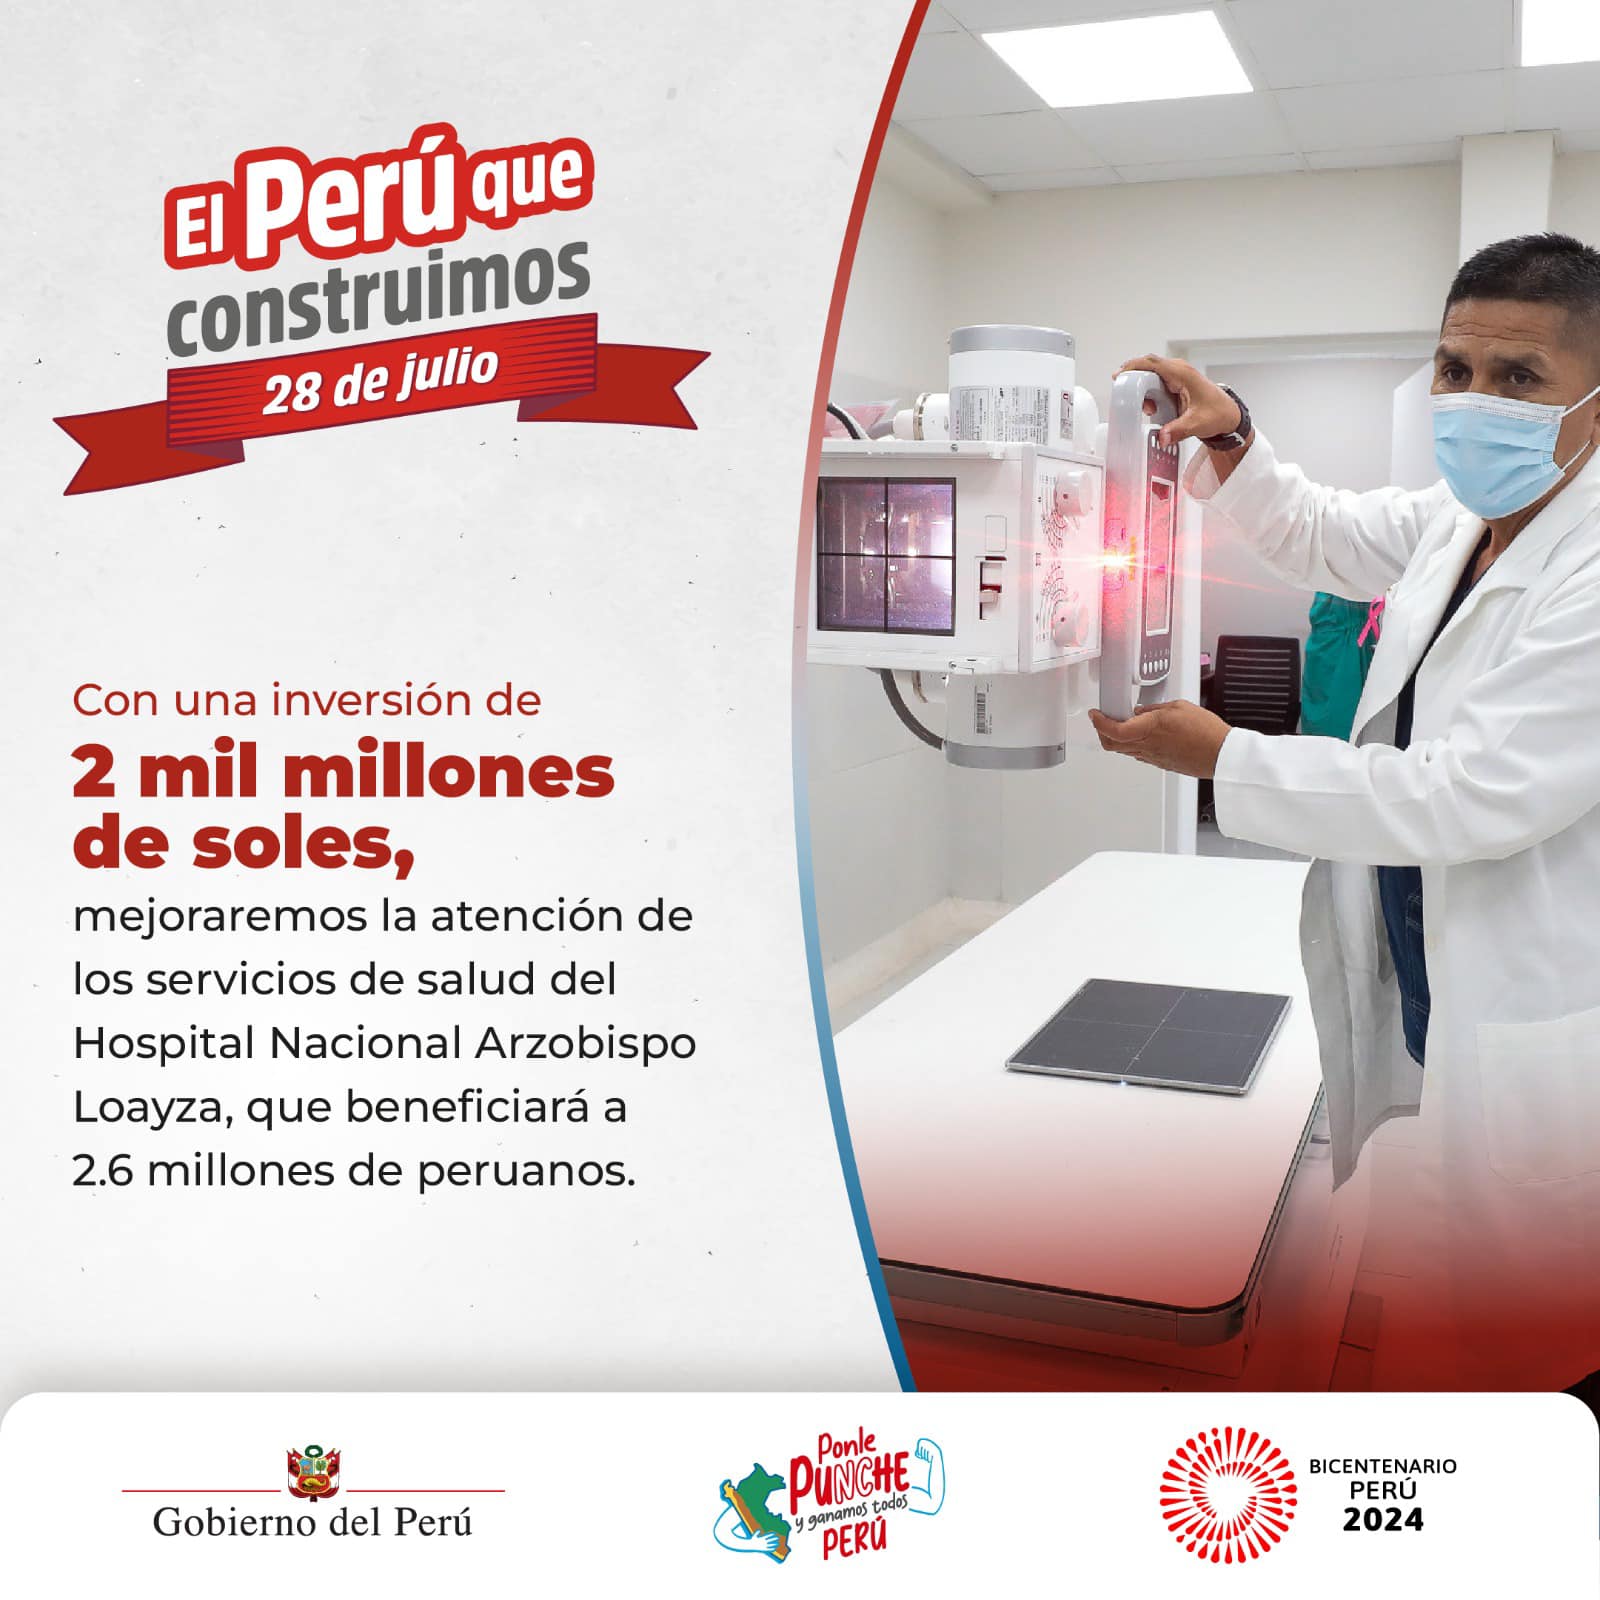 El Perú que
construimos
28 de julio
Con una inversión de
2 mil millones
de soles,
mejoraremos la atención de
los servicios de salud del
Hospital Nacional Arzobispo
Loayza, que beneficiará a
2.6 millones de peruanos.
Gobierno del Perú
Ponle
PUNCHE
y ganamos todos
PERÚ
BICENTENARIO
PERÚ
2024